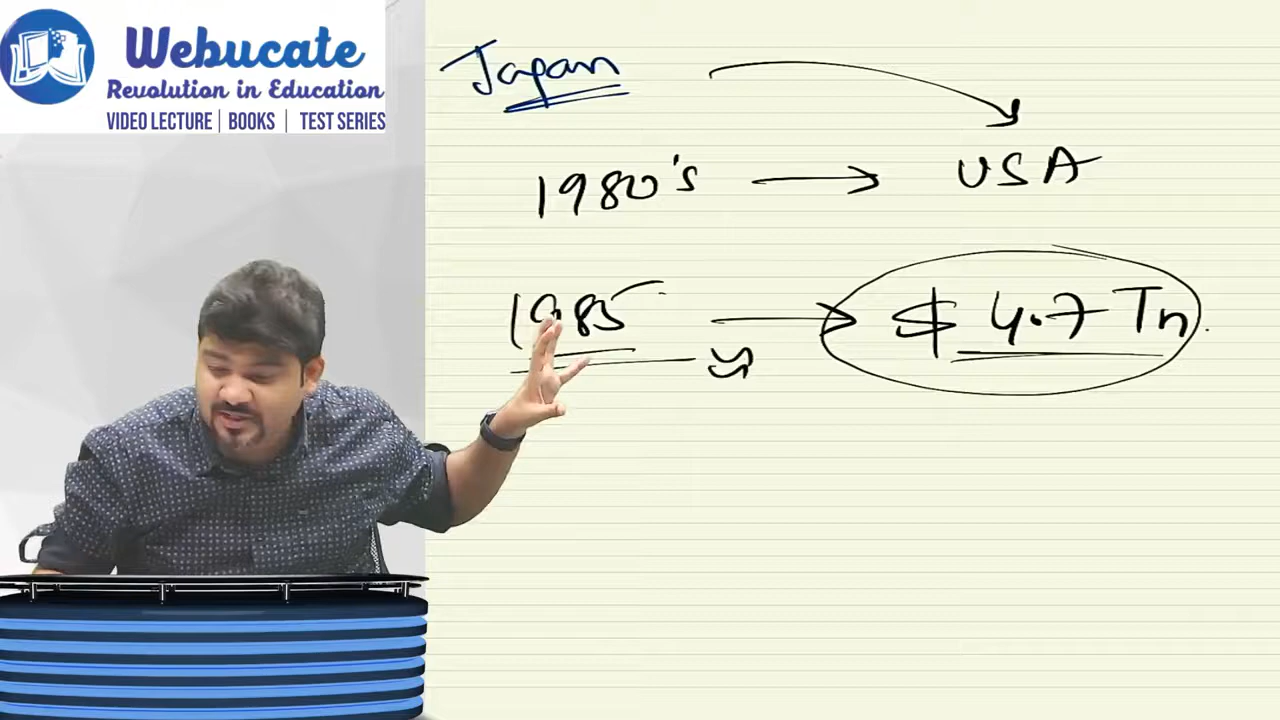 Webucate
Revolution in Education
VIDEO LECTURE | BOOKS | TEST SERIES
Japan
1980's → USA
1985 → $ 4.7 Tn.